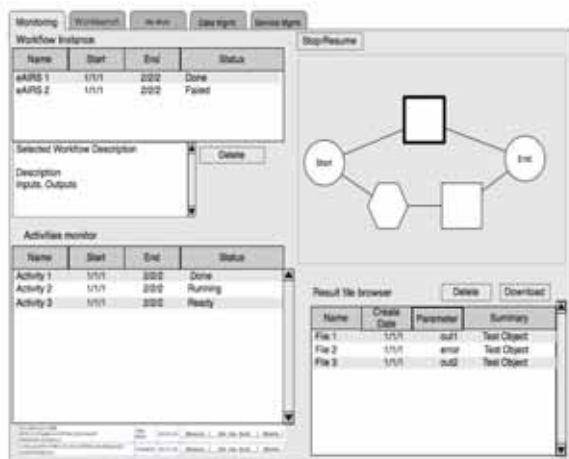 Monitoring Workbench Data Mgmt. Service Mgmt.
Workflow Instance
Name Start End Status
eAIRS 1 1/1/1 2/2/2 Done
eAIRS 2 1/1/1 2/2/2 Failed
Selected Workflow Description
Description
Inputs, Outputs
Delete
Activities monitor
Name Start End Status
Activity 1 1/1/1 2/2/2 Done
Activity 2 1/1/1 2/2/2 Running
Activity 3 1/1/1 2/2/2 Ready
Stop/Resume
Start
End
Result file browser Delete Download
Name Create Date Parameter Summary
File 1 1/1/1 out1 Test Object
File 2 1/1/1 error Test Object
File 3 1/1/1 out2 Test Object